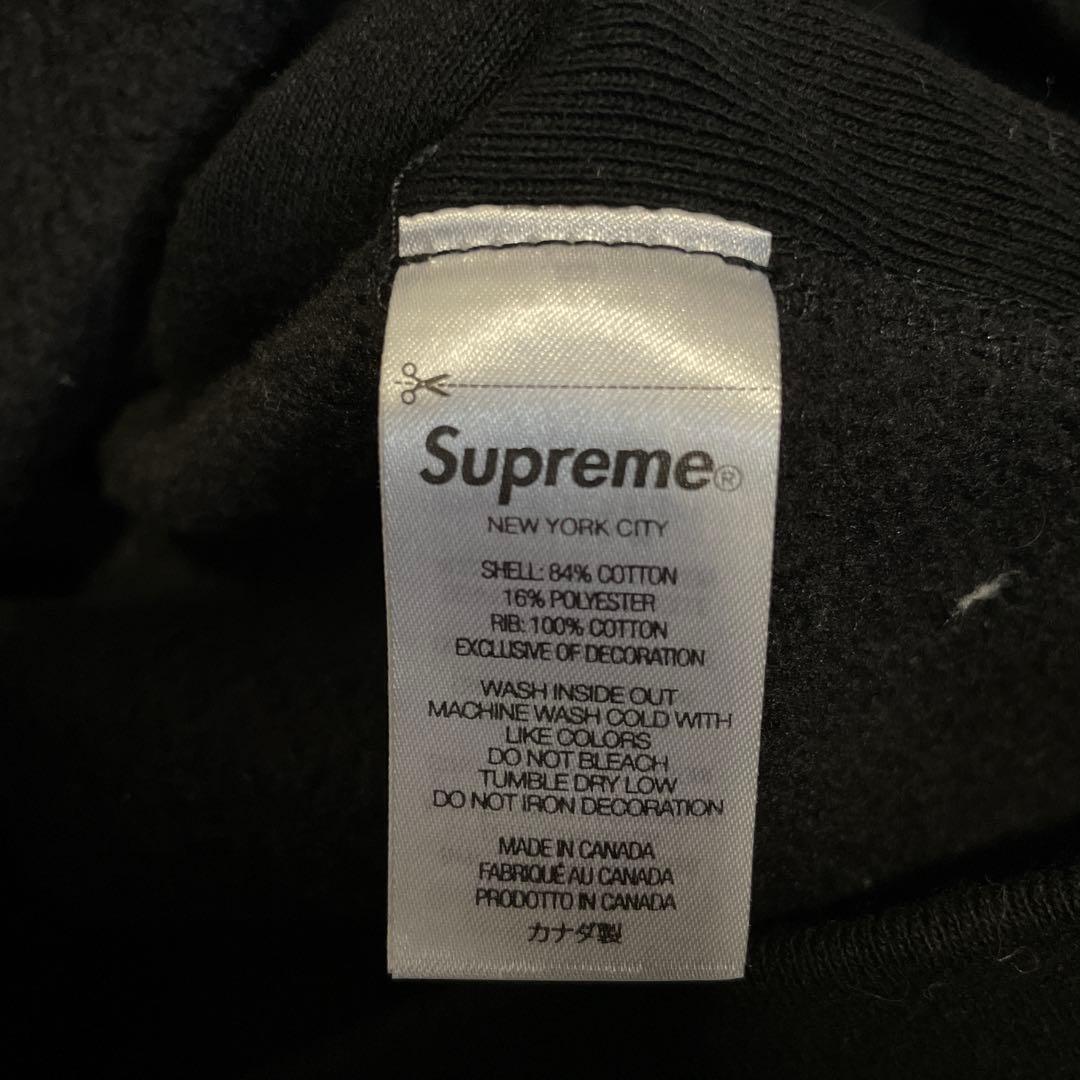 Supreme®
NEW YORK CITY
SHELL: 84% COTTON
16% POLYESTER
RIB: 100% COTTON
EXCLUSIVE OF DECORATION
WASH INSIDE OUT
MACHINE WASH COLD WITH
LIKE COLORS
DO NOT BLEACH
TUMBLE DRY LOW
DO NOT IRON DECORATION
MADE IN CANADA
FABRIQUÉ AU CANADA
PRODOTTO IN CANADA
カナダ製